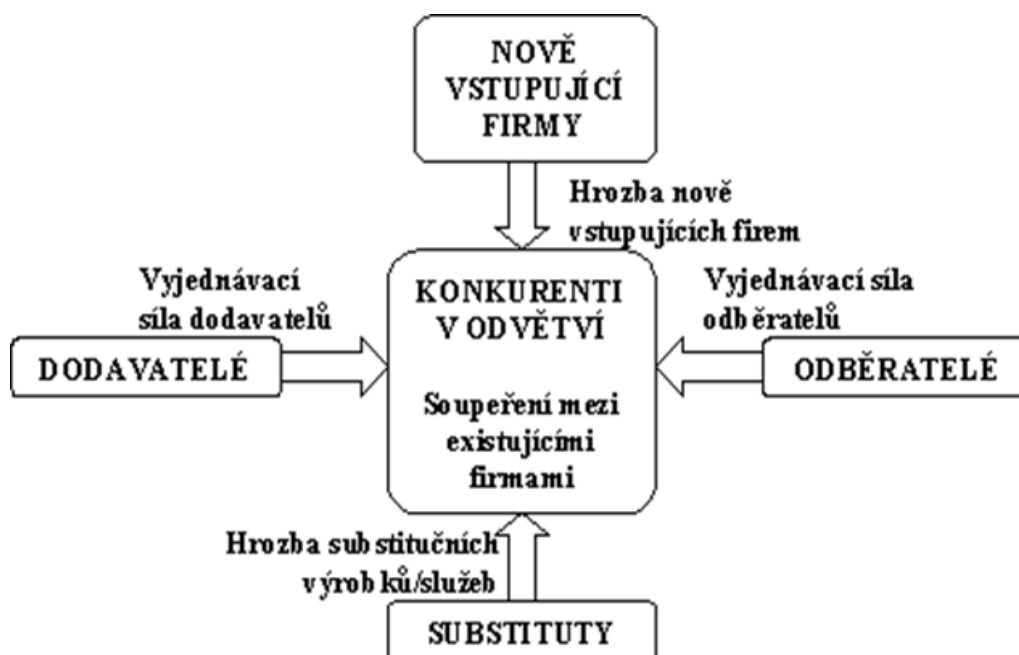 NOVĚ
VSTUPUJÍCÍ
FIRMY
Hrozba nově
vstupujících firem
Vyjednávací
síla dodavatelů
DODAVATELÉ
KONKURENTI
V ODVĚTVÍ
Soupeření mezi
existujícími
firmami
Vyjednávací síla
odběratelů
ODBĚRATELÉ
Hrozba substitučních
výrobků/služeb
SUBSTITUTY